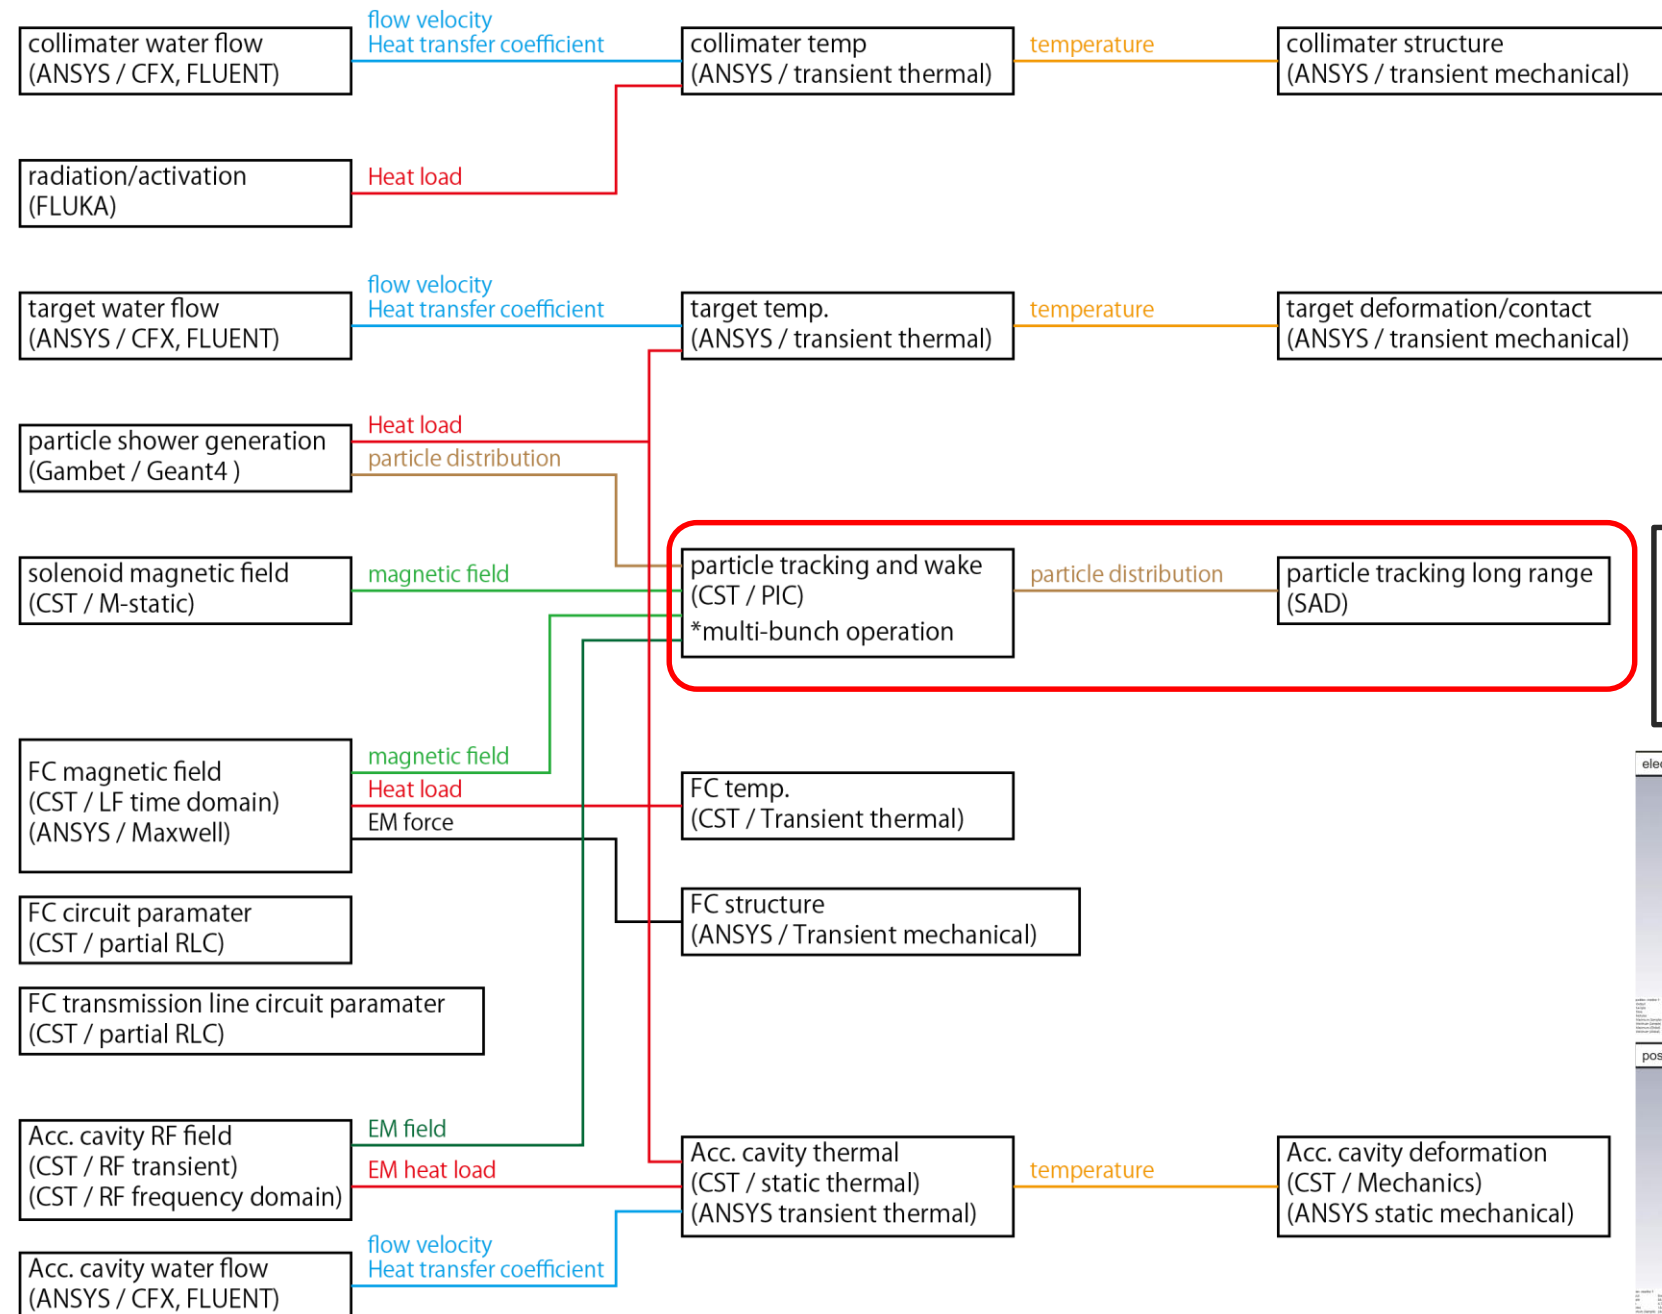 flow velocity
Heat transfer coefficient
collimater water flow
(ANSYS / CFX, FLUENT)
collimater temp
(ANSYS / transient thermal)
temperature
collimater structure
(ANSYS / transient mechanical)
radiation/activation
(FLUKA)
Heat load
flow velocity
Heat transfer coefficient
target water flow
(ANSYS / CFX, FLUENT)
target temp.
(ANSYS / transient thermal)
temperature
target deformation/contact
(ANSYS / transient mechanical)
particle shower generation
(Gambet / Geant4 )
Heat load
particle distribution
solenoid magnetic field
(CST / M-static)
magnetic field
particle tracking and wake
(CST / PIC)
*multi-bunch operation
particle distribution
particle tracking long range
(SAD)
FC magnetic field
(CST / LF time domain)
(ANSYS / Maxwell)
magnetic field
Heat load
EM force
FC temp.
(CST / Transient thermal)
FC structure
(ANSYS / Transient mechanical)
FC circuit paramater
(CST / partial RLC)
FC transmission line circuit paramater
(CST / partial RLC)
Acc. cavity RF field
(CST / RF transient)
(CST / RF frequency domain)
EM field
EM heat load
Acc. cavity thermal
(CST / static thermal)
(ANSYS transient thermal)
temperature
Acc. cavity deformation
(CST / Mechanics)
(ANSYS static mechanical)
flow velocity
Heat transfer coefficient
Acc. cavity water flow
(ANSYS / CFX, FLUENT)
elec
pos